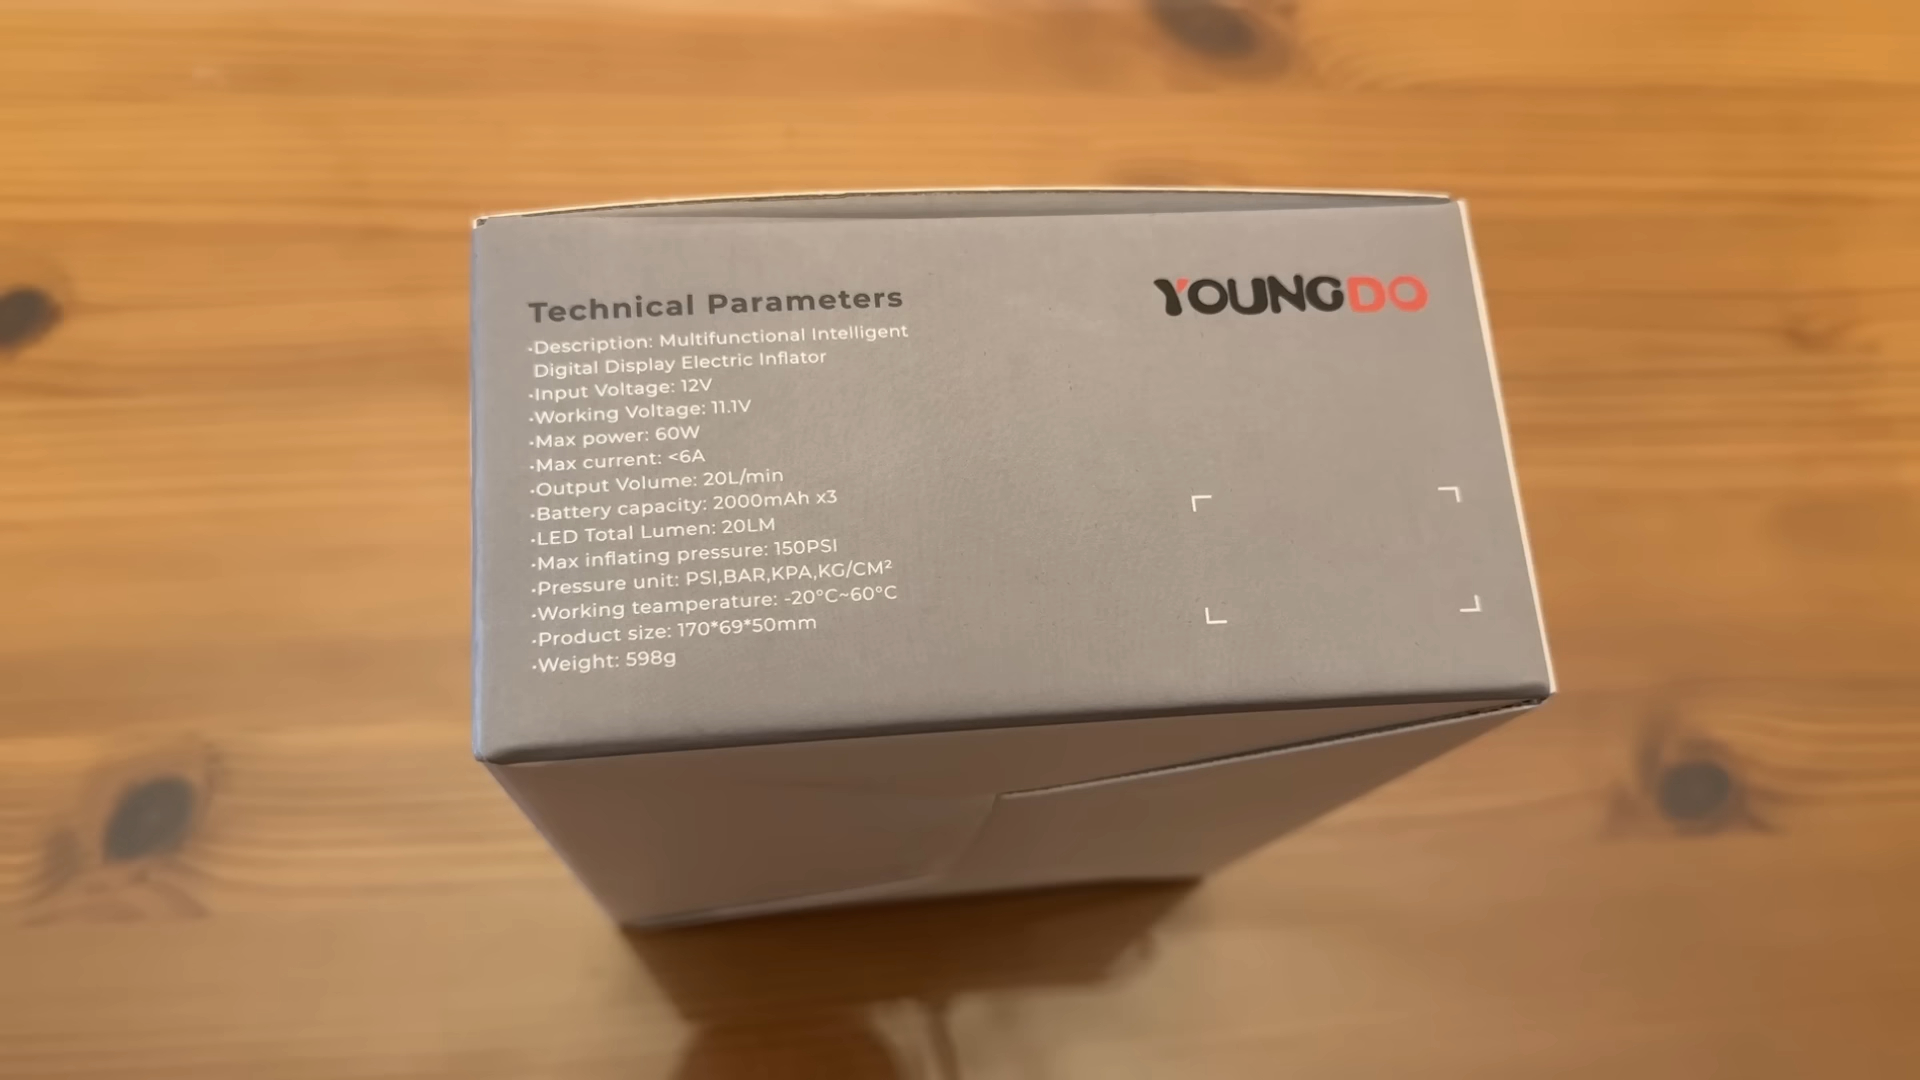 YOUNGDO
Technical Parameters
·Description: Multifunctional Intelligent
Digital Display Electric Inflator
·Input Voltage: 12V
·Working Voltage: 11.1V
·Max power: 60W
·Max current: <6A
·Output Volume: 20L/min
·Battery capacity: 2000mAh x3
·LED Total Lumen: 20LM
·Max inflating pressure: 150PSI
·Pressure unit: PSI,BAR,KPA,KG/CM²
·Working teamperature: -20°C~60°C
·Product size: 170*69*50mm
·Weight: 598g